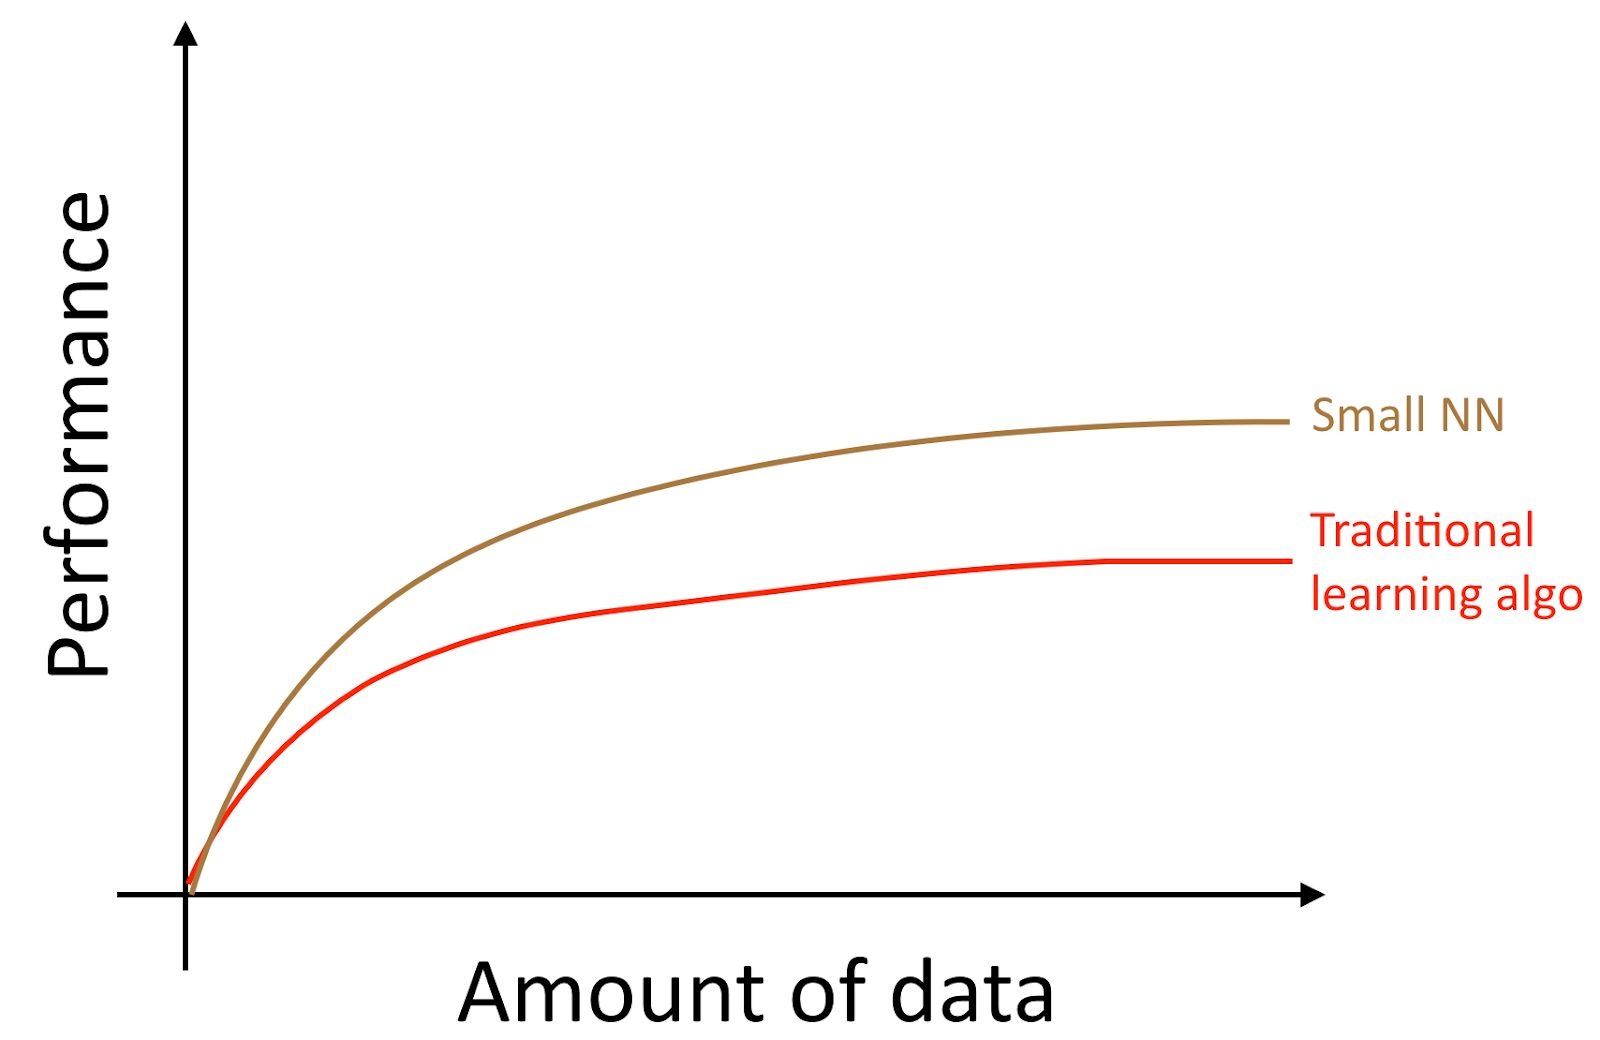 Performance
Small NN
Traditional
learning algo
Amount of data